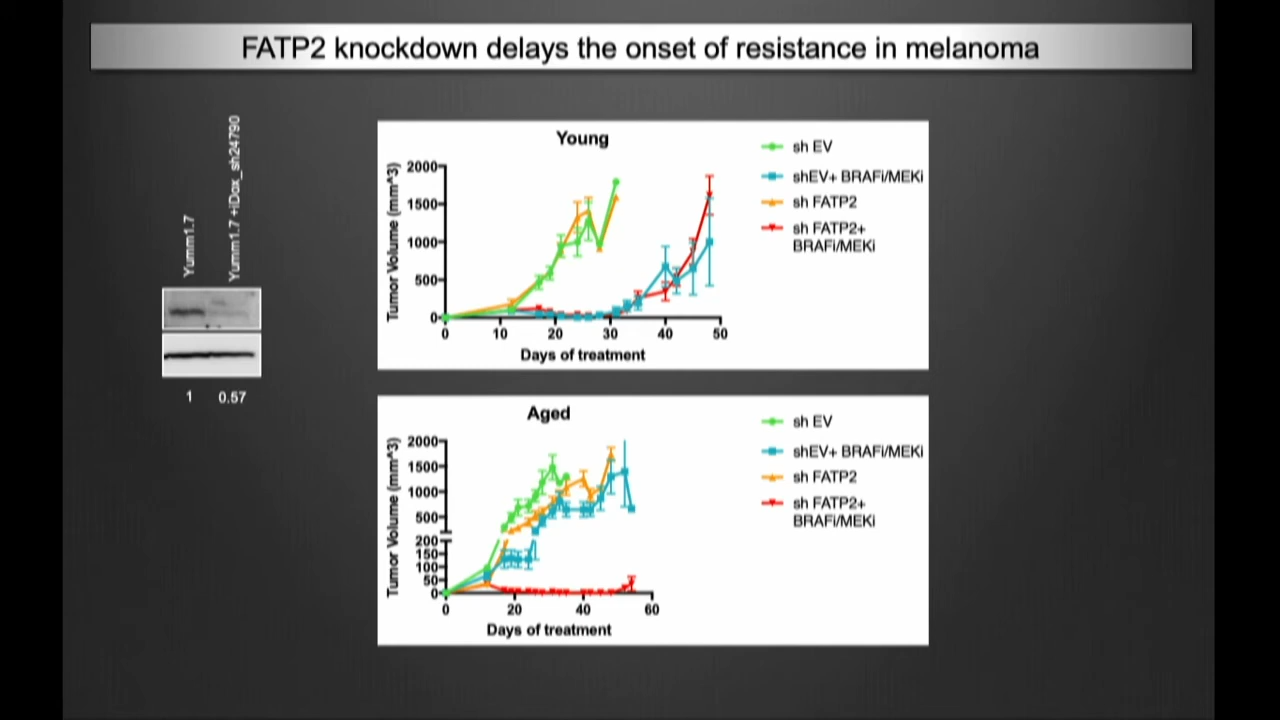 FATP2 knockdown delays the onset of resistance in melanoma
Yumm1.7
Yumm1.7 +iDox_sh24790
1 0.57
Young
Tumor Volume (mm^3)
2000
1500
1000
500
0
0 10 20 30 40 50
Days of treatment
sh EV
shEV+ BRAFi/MEKi
sh FATP2
sh FATP2+
BRAFi/MEKi
Aged
Tumor Volume (mm^3)
2000
1500
1000
500
200
150
100
50
0
0 20 40 60
Days of treatment
sh EV
shEV+ BRAFi/MEKi
sh FATP2
sh FATP2+
BRAFi/MEKi